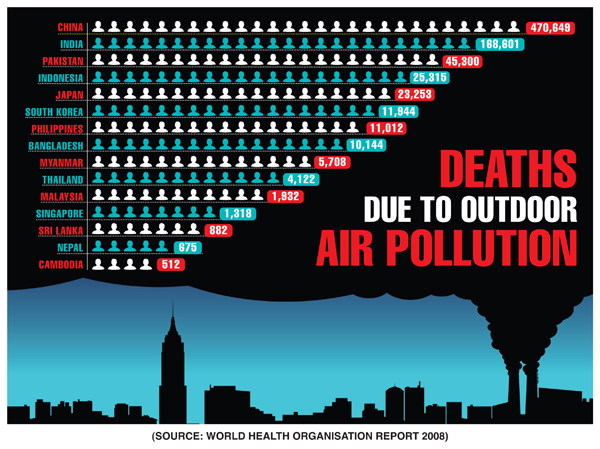 CHINA 470,649
INDIA 168,601
PAKISTAN 45,300
INDONESIA 25,315
JAPAN 23,253
SOUTH KOREA 11,944
PHILIPPINES 11,012
BANGLADESH 10,144
MYANMAR 5,708
THAILAND 4,122
MALAYSIA 1,932
SINGAPORE 1,318
SRI LANKA 882
NEPAL 675
CAMBODIA 512
DEATHS
DUE TO OUTDOOR
AIR POLLUTION
(SOURCE: WORLD HEALTH ORGANISATION REPORT 2008)